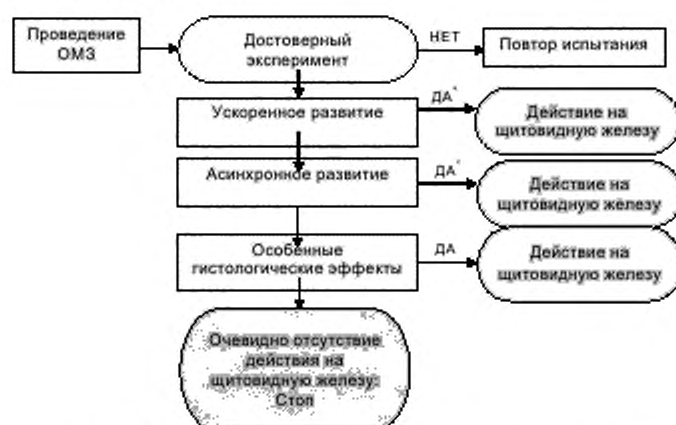 Проведение
ОМЗ
Достоверный
эксперимент
НЕТ
Повтор испытания
Ускоренное развитие
ДА*
Действие на
щитовидную железу
Асинхронное развитие
ДА*
Действие на
щитовидную железу
Особенные
гистологические эффекты
ДА
Действие на
щитовидную железу
Очевидно отсутствие
действия на
щитовидную железу:
Стоп